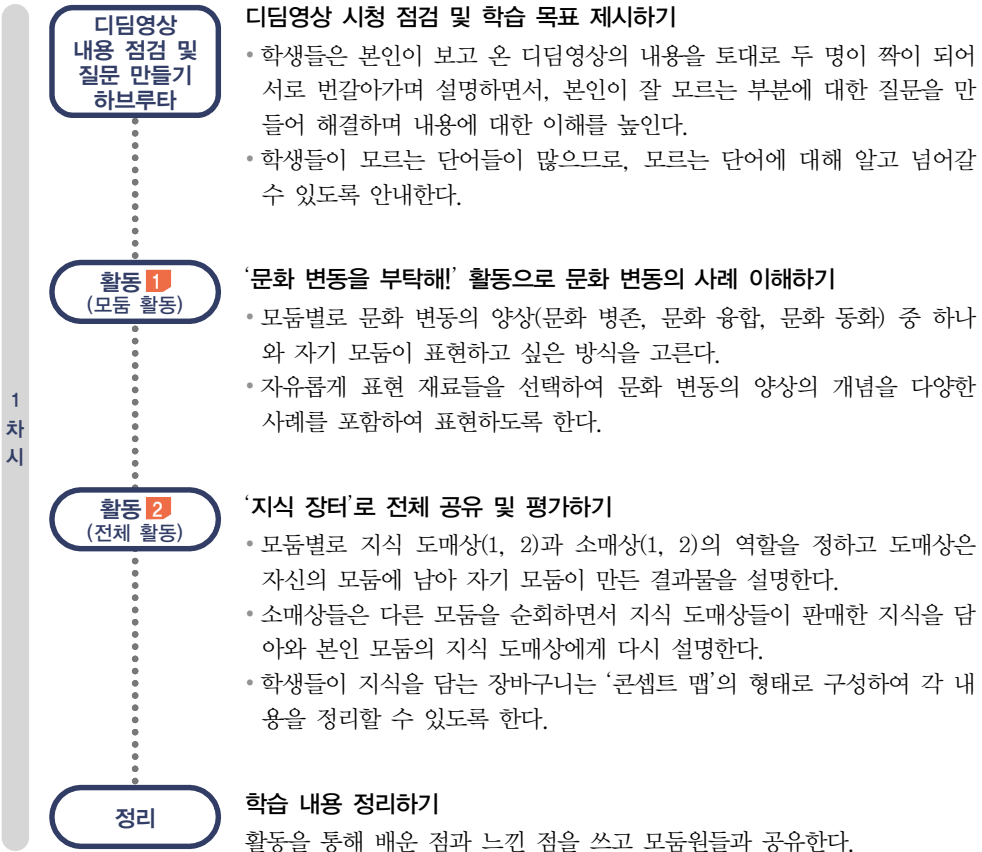 1
차
시
디딤영상
내용 점검 및
질문 만들기
하브루타
디딤영상 시청 점검 및 학습 목표 제시하기
• 학생들은 본인이 보고 온 디딤영상의 내용을 토대로 두 명이 짝이 되어
서로 번갈아가며 설명하면서, 본인이 잘 모르는 부분에 대한 질문을 만
들어 해결하며 내용에 대한 이해를 높인다.
• 학생들이 모르는 단어들이 많으므로, 모르는 단어에 대해 알고 넘어갈
수 있도록 안내한다.
활동 1
(모둠 활동)
‘문화 변동을 부탁해!’ 활동으로 문화 변동의 사례 이해하기
• 모둠별로 문화 변동의 양상(문화 병존, 문화 융합, 문화 동화) 중 하나
와 자기 모둠이 표현하고 싶은 방식을 고른다.
• 자유롭게 표현 재료들을 선택하여 문화 변동의 양상의 개념을 다양한
사례를 포함하여 표현하도록 한다.
활동 2
(전체 활동)
‘지식 장터’로 전체 공유 및 평가하기
• 모둠별로 지식 도매상(1, 2)과 소매상(1, 2)의 역할을 정하고 도매상은
자신의 모둠에 남아 자기 모둠이 만든 결과물을 설명한다.
• 소매상들은 다른 모둠을 순회하면서 지식 도매상들이 판매한 지식을 담
아와 본인 모둠의 지식 도매상에게 다시 설명한다.
• 학생들이 지식을 담는 장바구니는 ‘콘셉트 맵’의 형태로 구성하여 각 내
용을 정리할 수 있도록 한다.
정리
학습 내용 정리하기
활동을 통해 배운 점과 느낀 점을 쓰고 모둠원들과 공유한다.